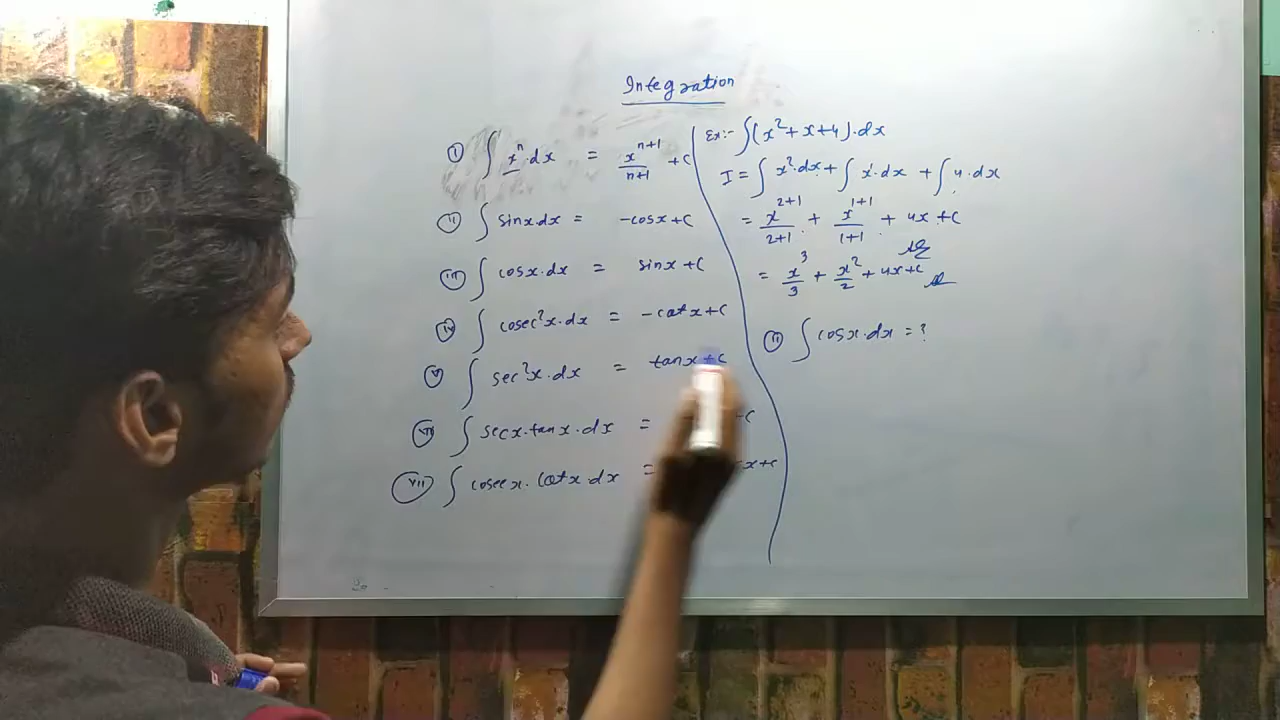 Integration
(i) ∫ xⁿ·dx = xⁿ⁺¹/n+1 + C
(ii) ∫ sinx·dx = -cosx+C
(iii) ∫ cosx·dx = sinx+C
(iv) ∫ cosec²x·dx = -cotx+C
(v) ∫ sec²x·dx = tanx+C
(vi) ∫ secx·tanx·dx = C
(vii) ∫ cosecx·cotx·dx = x+C
Ex:- ∫(x²+x+4)·dx
I = ∫x²·dx + ∫x¹·dx + ∫4·dx
= x²⁺¹/2+1 + x¹⁺¹/1+1 + 4x + C
= x³/3 + x²/2 + 4x+C
(ii) ∫ cosx·dx = ?